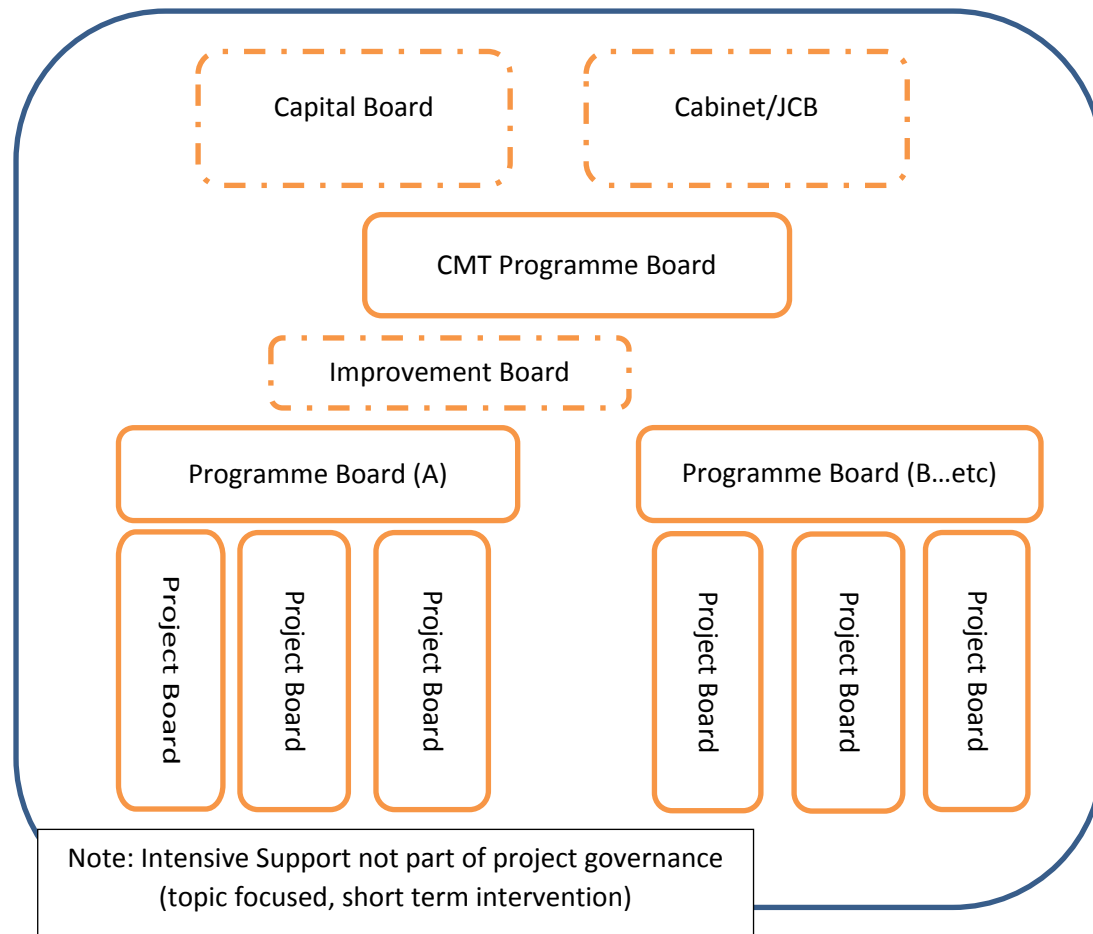 Capital Board
Cabinet/JCB
CMT Programme Board
Improvement Board
Programme Board (A)
Programme Board (B...etc)
Project Board
Project Board
Project Board
Project Board
Project Board
Project Board
Note: Intensive Support not part of project governance
(topic focused, short term intervention)